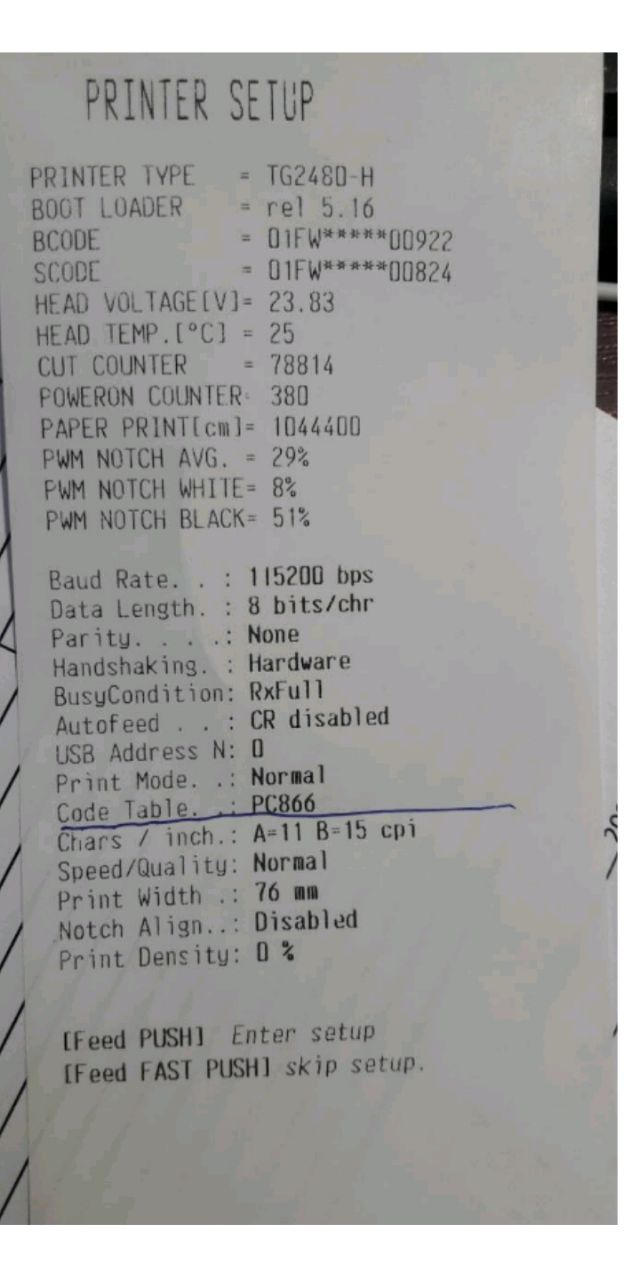 PRINTER SETUP
PRINTER TYPE = TG2480-H
BOOT LOADER = rel 5.16
BCODE = 01FW*****00922
SCODE = 01FW*****00824
HEAD VOLTAGE[V]= 23.83
HEAD TEMP.[°C] = 25
CUT COUNTER = 78814
POWERON COUNTER= 380
PAPER PRINT[cm]= 1044400
PWM NOTCH AVG. = 29%
PWM NOTCH WHITE= 8%
PWM NOTCH BLACK= 51%
Baud Rate. . : 115200 bps
Data Length. : 8 bits/chr
Parity. . . .: None
Handshaking. : Hardware
BusyCondition: RxFull
Autofeed . . : CR disabled
USB Address N: 0
Print Mode. .: Normal
Code Table. .: PC866
Chars / inch.: A=11 B=15 cpi
Speed/Quality: Normal
Print Width .: 76 mm
Notch Align..: Disabled
Print Density: 0 %
[Feed PUSH] Enter setup
[Feed FAST PUSH] skip setup.